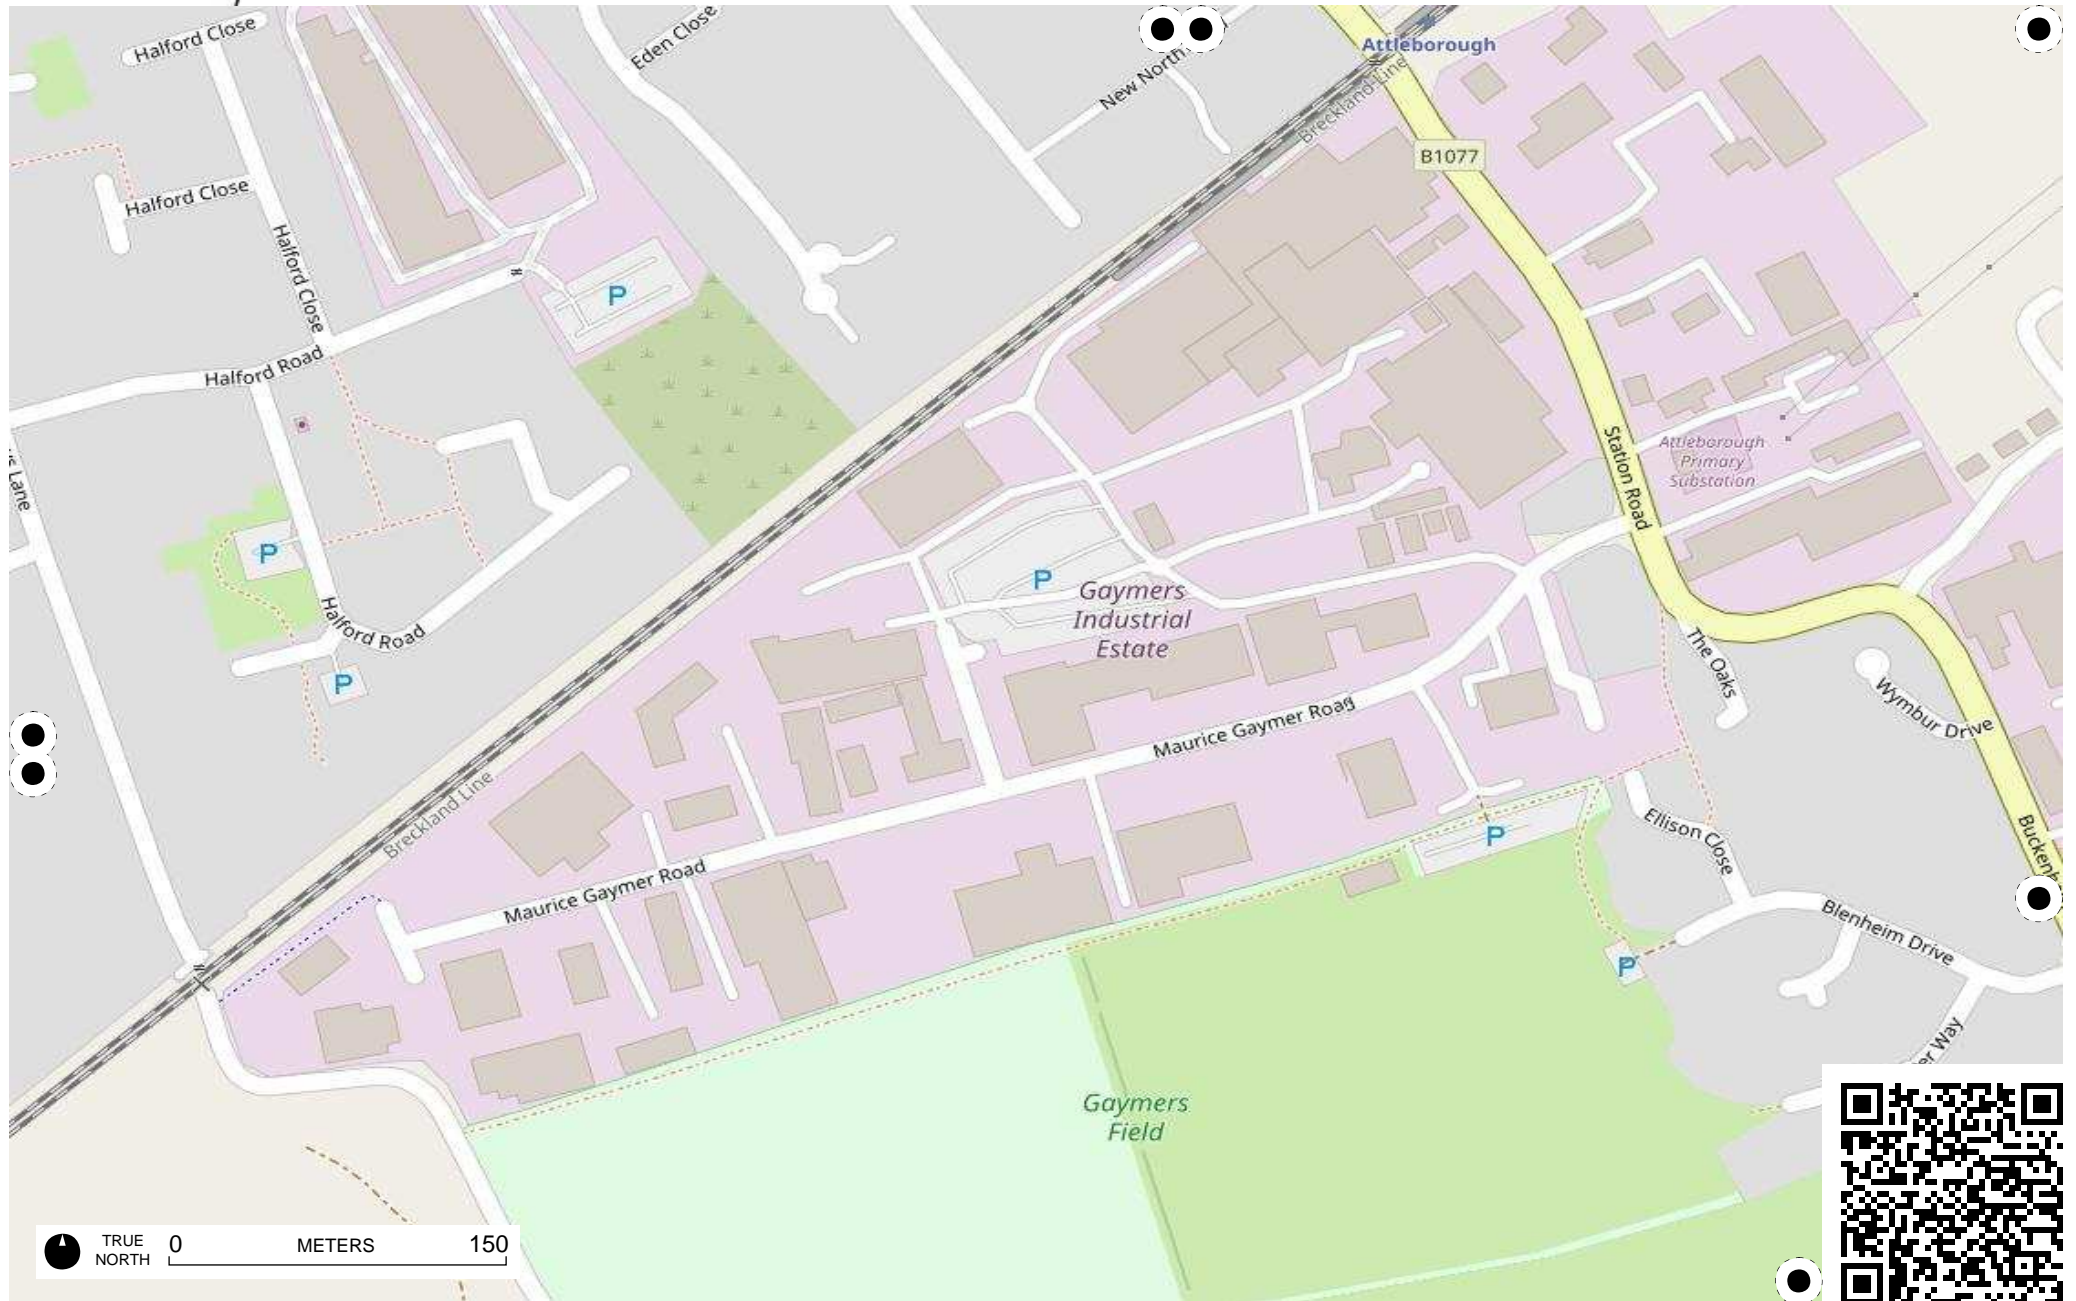 Halford Close
Eden Close
New North
Attleborough
Breckland Line
B1077
Halford Close
Halford Close
P
Halford Road
Station Road
Attleborough
Primary
Substation
Lane
P
P
Gaymers
Industrial
Estate
Halford Road
The Oaks
P
Wymbur Drive
Maurice Gaymer Road
Breckland Line
Ellison Close
P
Buckenh
Maurice Gaymer Road
Blenheim Drive
P
er Way
Gaymers
Field
TRUE
NORTH
0 METERS 150